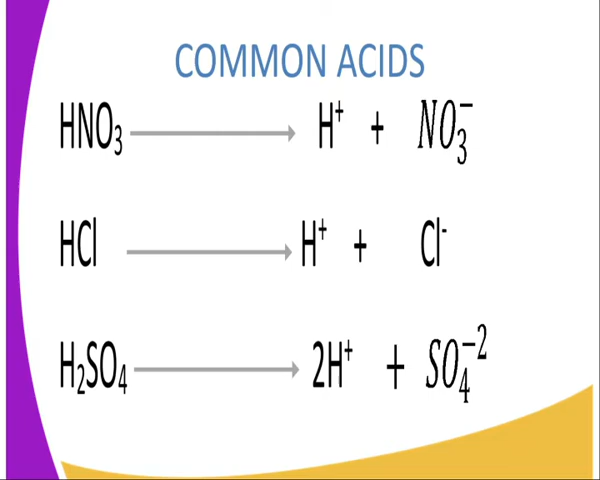 COMMON ACIDS
HNO₃ ⟶ H⁺ + NO₃⁻
HCl ⟶ H⁺ + Cl⁻
H₂SO₄ ⟶ 2H⁺ + SO₄⁻²